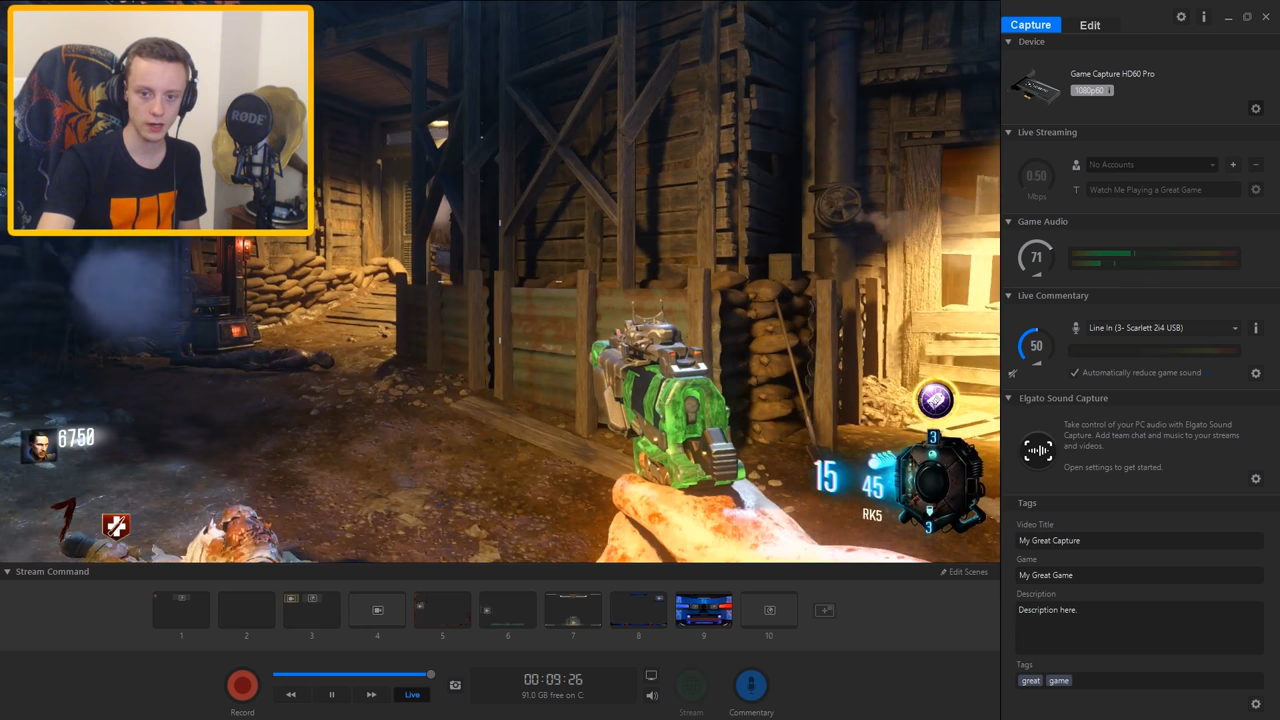 Capture
Edit
Device
Game Capture HD60 Pro
1080p60
Live Streaming
0.50
Mbps
No Accounts
T Watch Me Playing a Great Game
Game Audio
71
Live Commentary
50
Line In (3- Scarlett 2i4 USB)
Automatically reduce game sound
Elgato Sound Capture
Take control of your PC audio with Elgato Sound
Capture. Add team chat and music to your streams
and videos.
Open settings to get started.
Tags
Video Title
My Great Capture
Game
My Great Game
Description
Description here.
Tags
great game
RØDE
6750
3
15 45
RK5
3
Stream Command
Edit Scenes
1 2 3 4 5 6 7 8 9 10
Record
Live
00:09:26
91.0 GB free on C:
Stream
Commentary